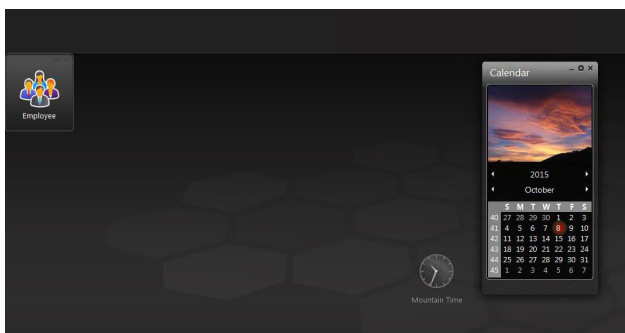 Employee
Calendar
2015
October
S M T W T F S
40 27 28 29 30 1 2 3
41 4 5 6 7 8 9 10
42 11 12 13 14 15 16 17
43 18 19 20 21 22 23 24
44 25 26 27 28 29 30 31
45 1 2 3 4 5 6 7
Mountain Time